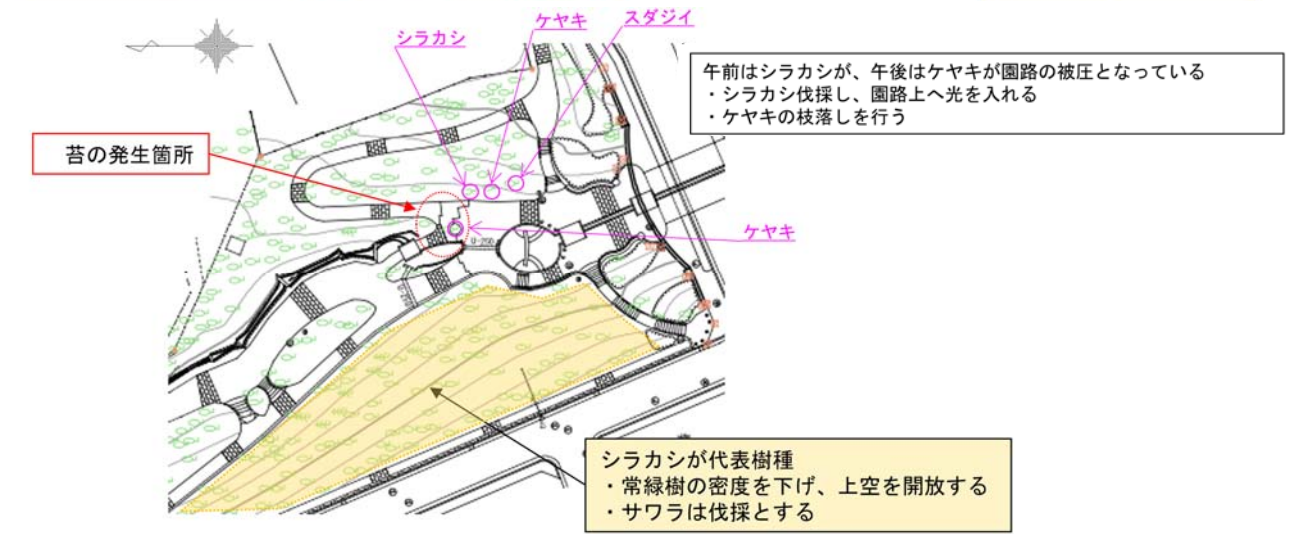 シラカシ
ケヤキ
スダジイ
午前はシラカシが、午後はケヤキが園路の被圧となっている
・シラカシ伐採し、園路上へ光を入れる
・ケヤキの枝落しを行う
苔の発生箇所
ケヤキ
シラカシが代表樹種
・常緑樹の密度を下げ、上空を開放する
・サワラは伐採とする